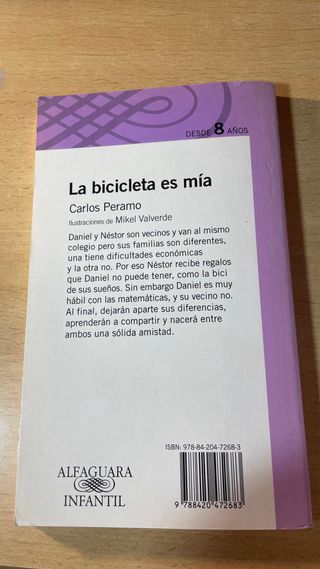 DESDE 8 AÑOS
La bicicleta es mía
Carlos Peramo
Ilustraciones de Mikel Valverde
Daniel y Néstor son vecinos y van al mismo
colegio pero sus familias son diferentes,
una tiene dificultades económicas
y la otra no. Por eso Néstor recibe regalos
que Daniel no puede tener, como la bici
de sus sueños. Sin embargo Daniel es muy
hábil con las matemáticas, y su vecino no.
Al final, dejarán aparte sus diferencias,
aprenderán a compartir y nacerá entre
ambos una sólida amistad.
ISBN: 978-84-204-7268-3
ALFAGUARA
INFANTIL
9 788420 472683